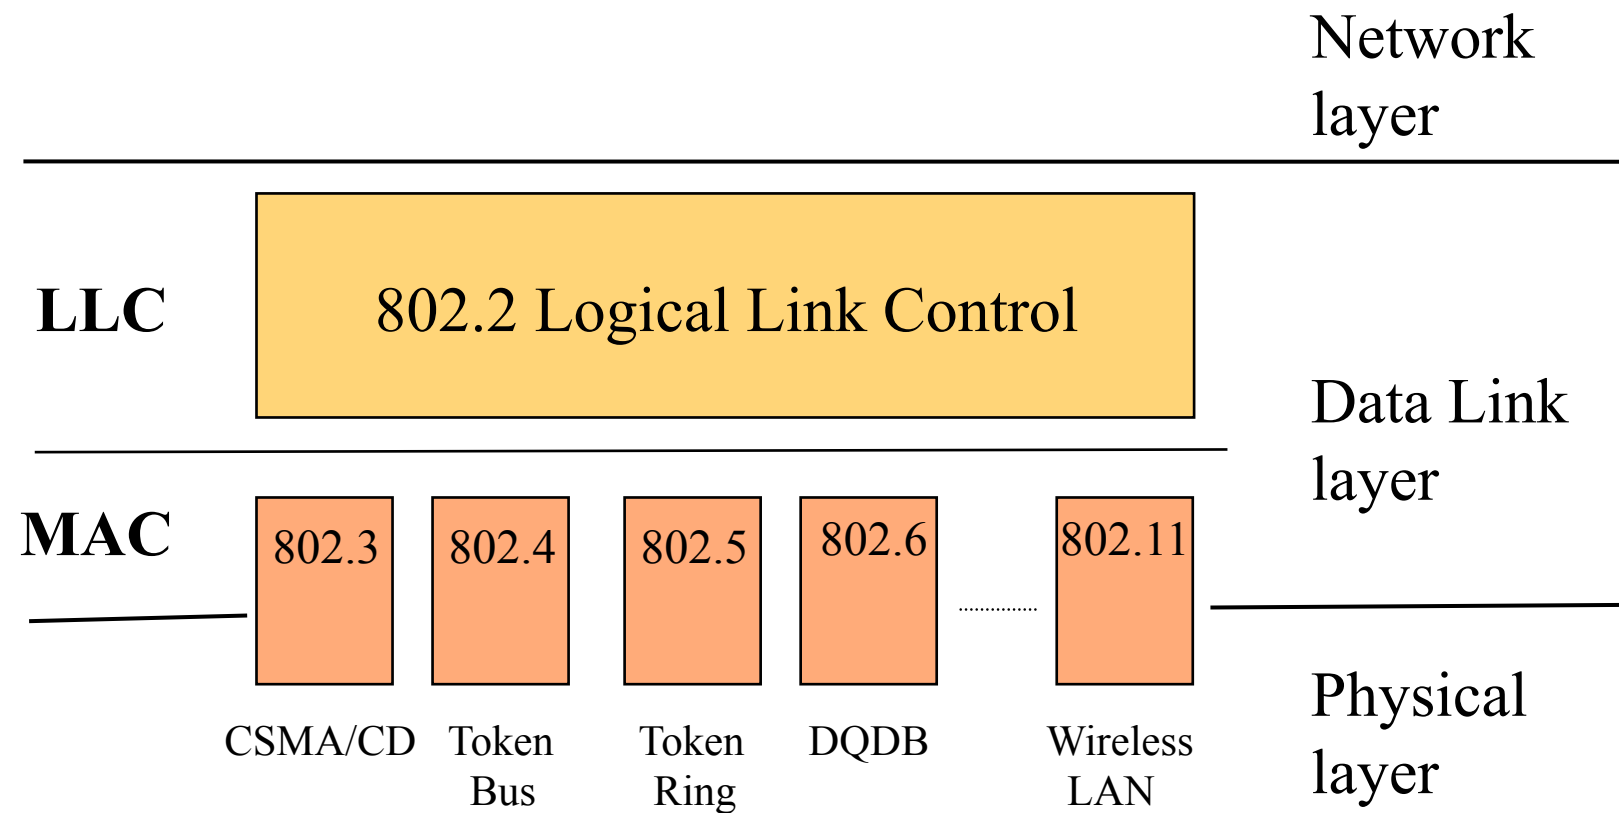 Network
layer
LLC
802.2 Logical Link Control
Data Link
layer
MAC
802.3
802.4
802.5
802.6
802.11
CSMA/CD
Token
Bus
Token
Ring
DQDB
Wireless
LAN
Physical
layer